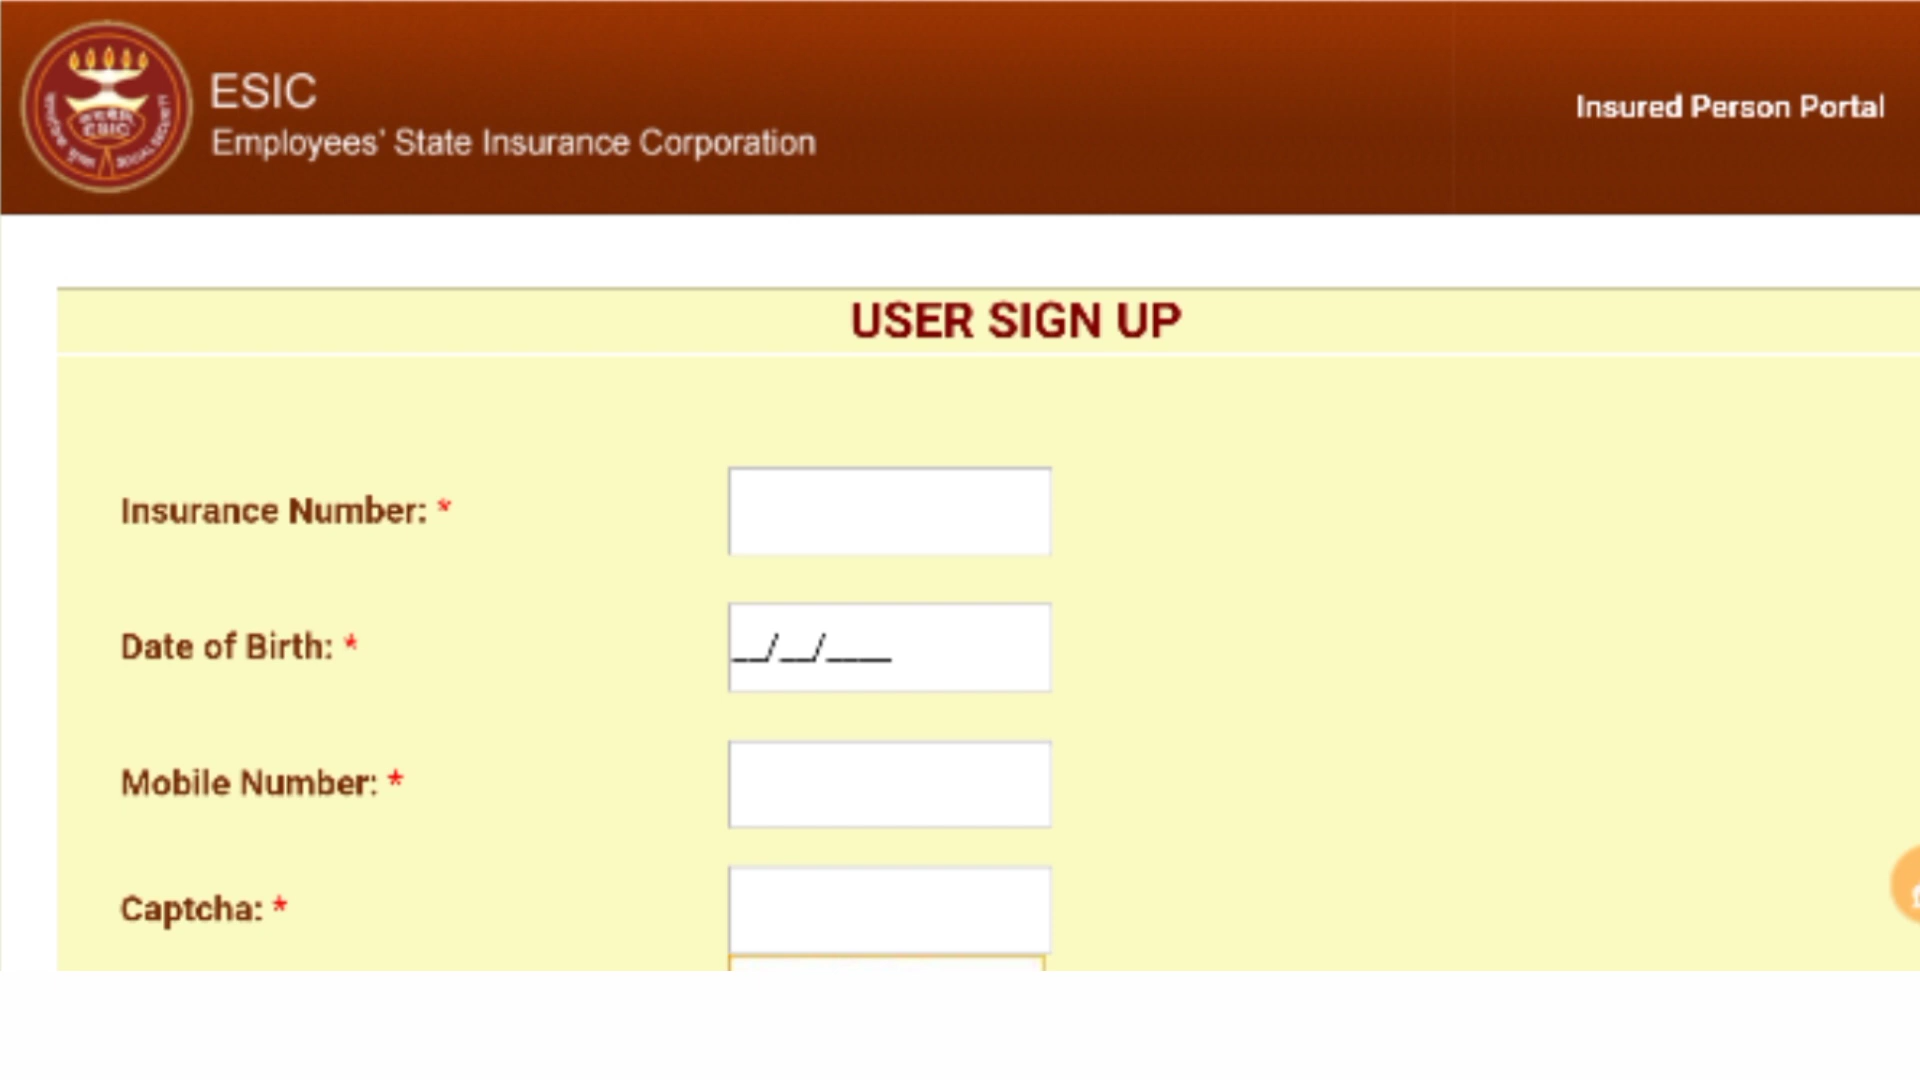 ESIC
Employees' State Insurance Corporation
Insured Person Portal
USER SIGN UP
Insurance Number: *
Date of Birth: *
__/__/____
Mobile Number: *
Captcha: *